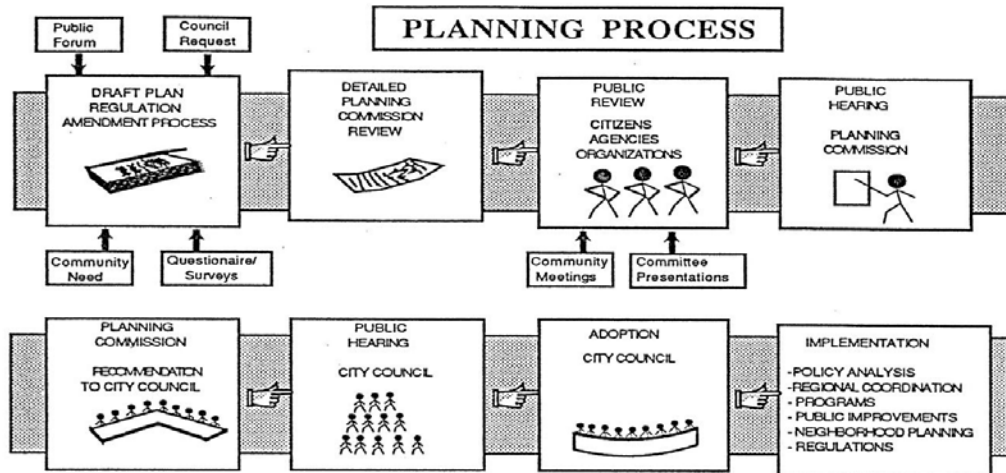 PLANNING PROCESS
Public
Forum
Council
Request
DRAFT PLAN
REGULATION
AMENDMENT PROCESS
DETAILED
PLANNING
COMMISSION
REVIEW
PUBLIC
REVIEW
CITIZENS
AGENCIES
ORGANIZATIONS
PUBLIC
HEARING
PLANNING
COMMISSION
Community
Need
Questionaire/
Surveys
Community
Meetings
Committee
Presentations
PLANNING
COMMISSION
RECOMMENDATION
TO CITY COUNCIL
PUBLIC
HEARING
CITY COUNCIL
ADOPTION
CITY COUNCIL
IMPLEMENTATION
-POLICY ANALYSIS
-REGIONAL COORDINATION
- PROGRAMS
- PUBLIC IMPROVEMENTS
-NEIGHBORHOOD PLANNING
- REGULATIONS